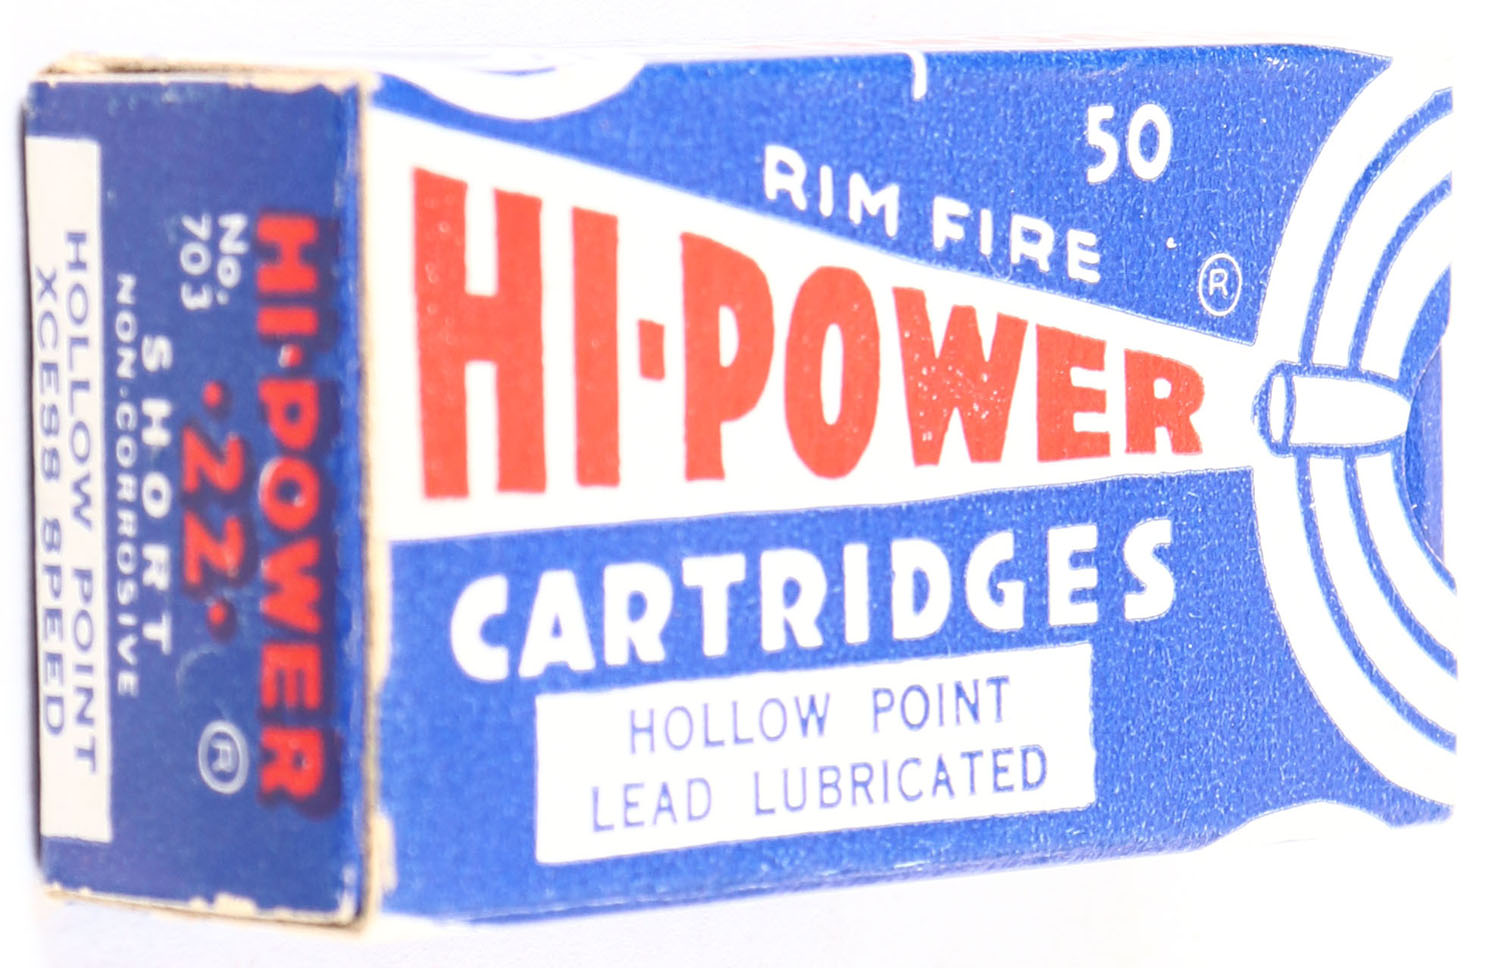 50
RIM FIRE
HI-POWER ®
CARTRIDGES
HOLLOW POINT
LEAD LUBRICATED
HI-POWER
No. 703
.22. ®
SHORT
NON-CORROSIVE
HOLLOW POINT
XCESS SPEED